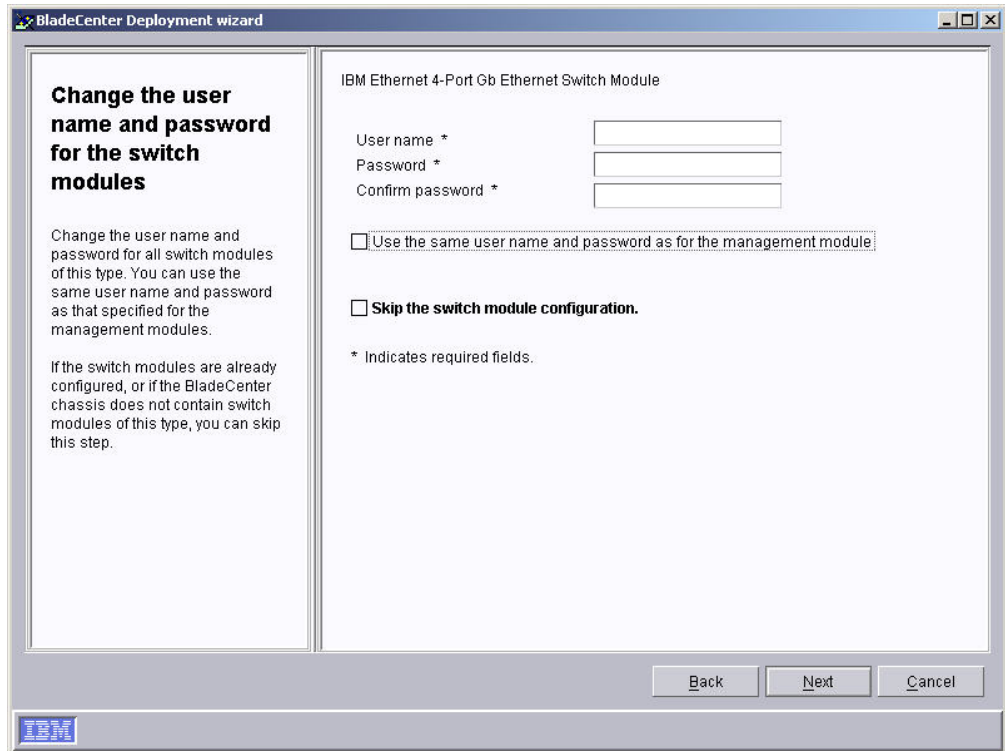 BladeCenter Deployment wizard
Change the user
name and password
for the switch
modules
Change the user name and
password for all switch modules
of this type. You can use the
same user name and password
as that specified for the
management modules.
If the switch modules are already
configured, or if the BladeCenter
chassis does not contain switch
modules of this type, you can skip
this step.
IBM Ethernet 4-Port Gb Ethernet Switch Module
User name *
Password *
Confirm password *
Use the same user name and password as for the management module
Skip the switch module configuration.
* Indicates required fields.
Back
Next
Cancel
IBM